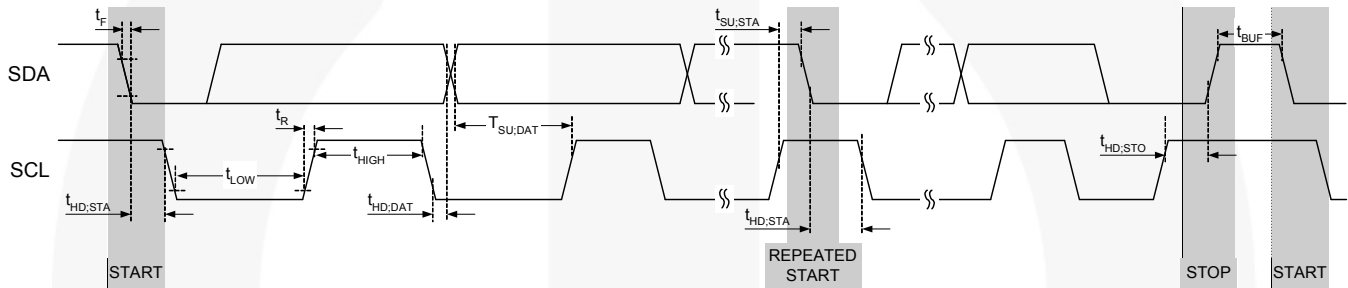 tF
tSU;STA
tBUF
SDA
tR
TSU;DAT
SCL
tHIGH
tLOW
tHD;STO
tHD;STA
tHD;DAT
tHD;STA
REPEATED
START
START
STOP
START